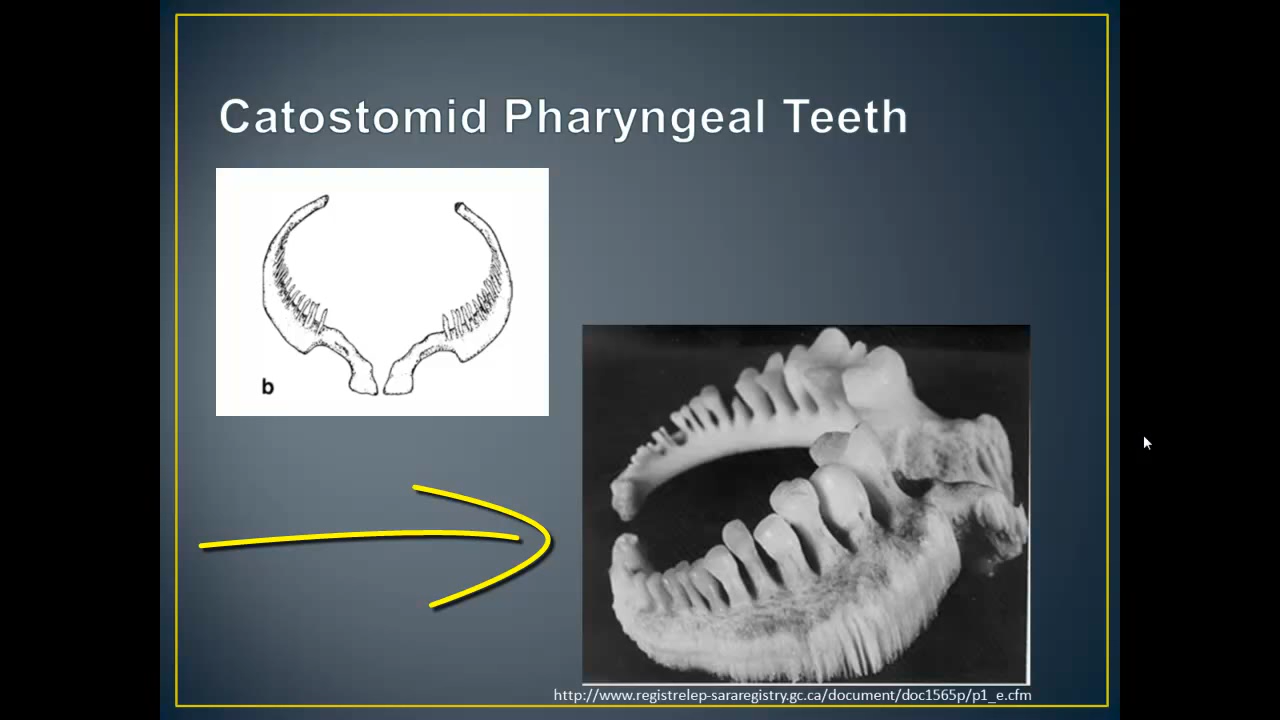 Catostomid Pharyngeal Teeth
b
http://www.registrelep-sararegistry.gc.ca/document/doc1565p/p1_e.cfm